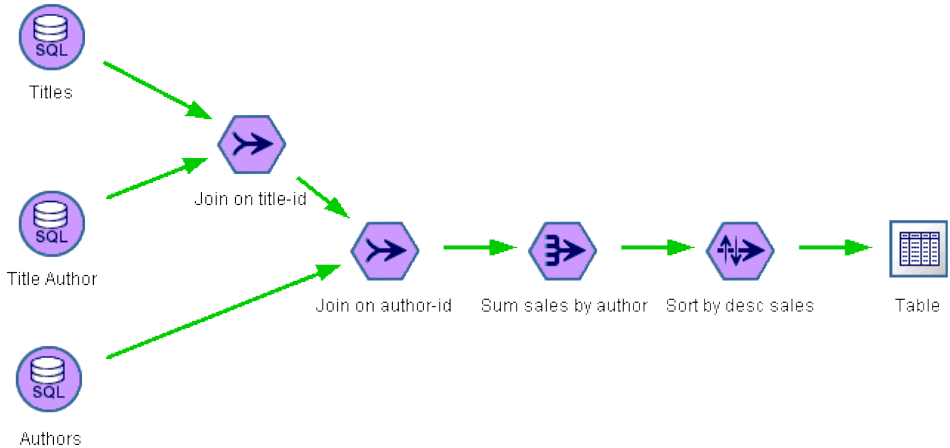 SQL
Titles
Join on title-id
SQL
Title Author
Join on author-id
Sum sales by author
Sort by desc sales
Table
SQL
Authors